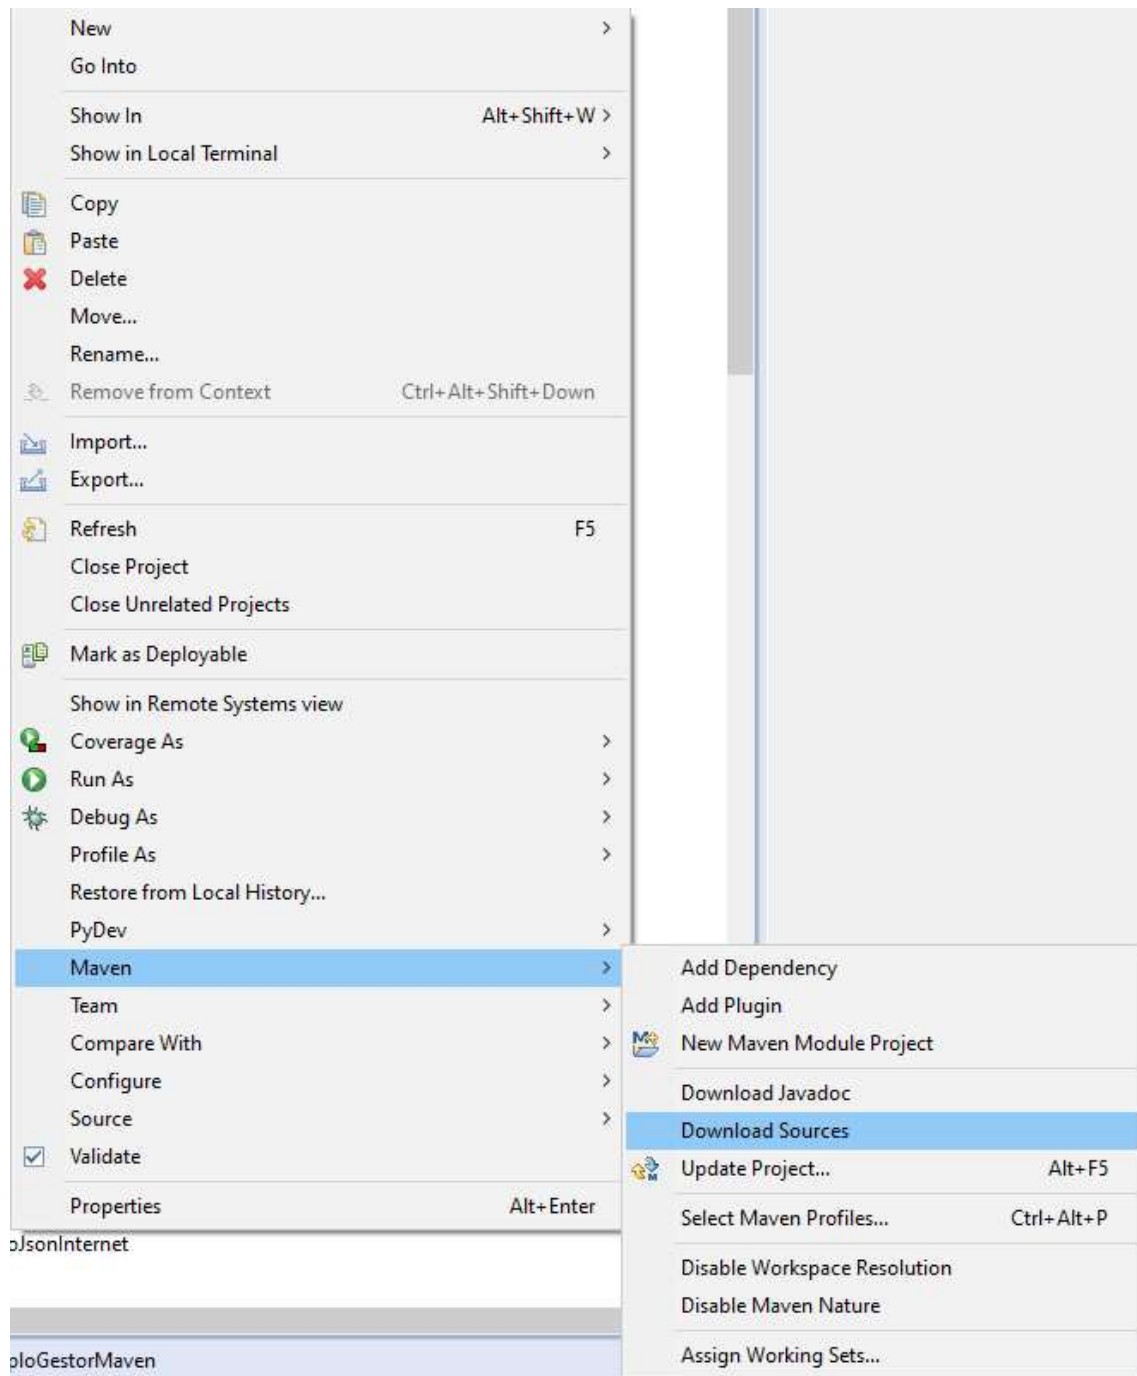 New
Go Into
Show In Alt+Shift+W
Show in Local Terminal
Copy
Paste
Delete
Move...
Rename...
Remove from Context Ctrl+Alt+Shift+Down
Import...
Export...
Refresh F5
Close Project
Close Unrelated Projects
Mark as Deployable
Show in Remote Systems view
Coverage As
Run As
Debug As
Profile As
Restore from Local History...
PyDev
Maven
Team
Compare With
Configure
Source
Validate
Properties Alt+Enter
Add Dependency
Add Plugin
New Maven Module Project
Download Javadoc
Download Sources
Update Project... Alt+F5
Select Maven Profiles... Ctrl+Alt+P
Disable Workspace Resolution
Disable Maven Nature
Assign Working Sets...
oJsonInternet
ploGestorMaven